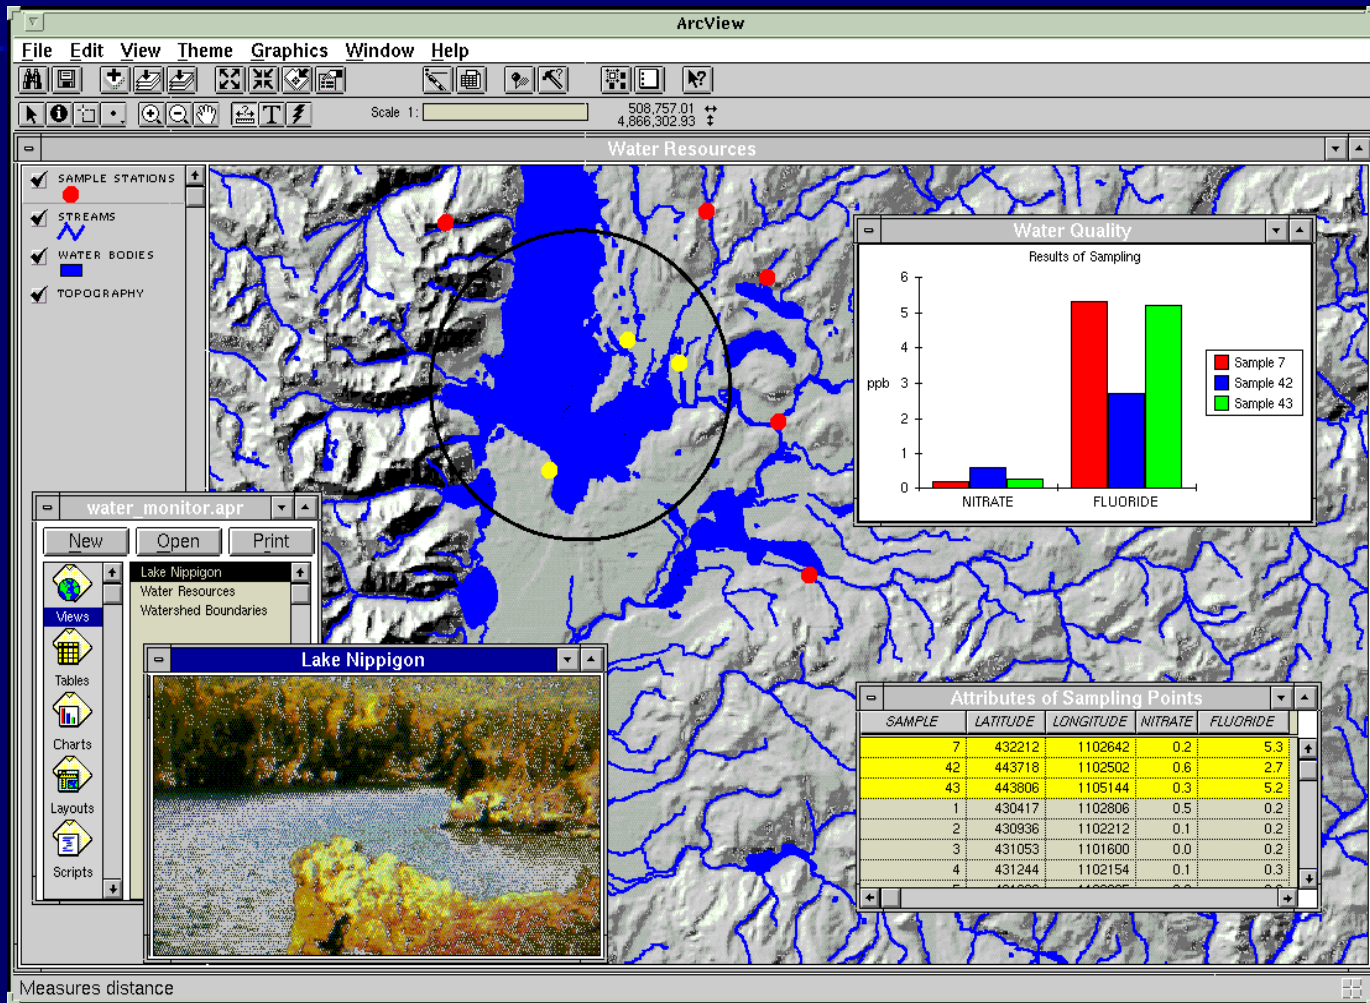 ArcView
File Edit View Theme Graphics Window Help
Scale 1:
508,757.01
4,866,302.93
Water Resources
SAMPLE STATIONS
STREAMS
WATER BODIES
TOPOGRAPHY
Water Quality
Results of Sampling
6
5
4
ppb 3
2
1
0
NITRATE FLUORIDE
Sample 7
Sample 42
Sample 43
water_monitor.apr
New Open Print
Views
Tables
Charts
Layouts
Scripts
Lake Nippigon
Water Resources
Watershed Boundaries
Lake Nippigon
Attributes of Sampling Points
SAMPLE LATITUDE LONGITUDE NITRATE FLUORIDE
7 432212 1102642 0.2 5.3
42 443718 1102502 0.6 2.7
43 443806 1105144 0.3 5.2
1 430417 1102806 0.5 0.2
2 430936 1102212 0.1 0.2
3 431053 1101600 0.0 0.2
4 431244 1102154 0.1 0.3
Measures distance